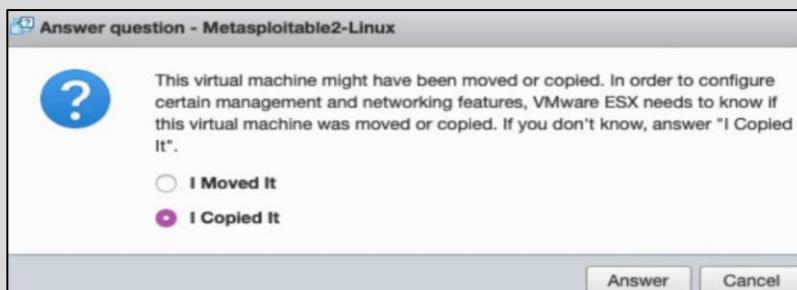 Answer question - Metasploitable2-Linux
This virtual machine might have been moved or copied. In order to configure
certain management and networking features, VMware ESX needs to know if
this virtual machine was moved or copied. If you don't know, answer "I Copied
It".
I Moved It
I Copied It
Answer
Cancel